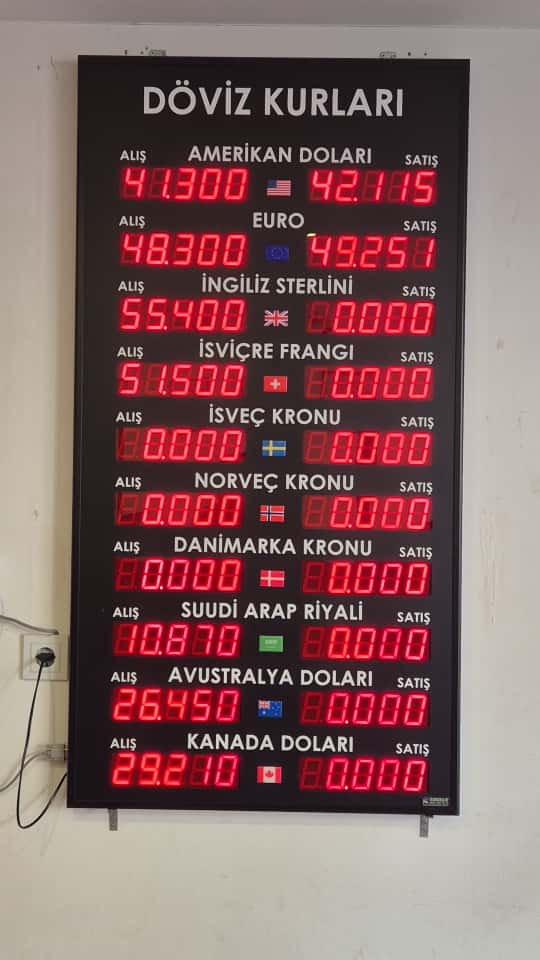 DÖVİZ KURLARI
ALIŞ AMERİKAN DOLARI SATIŞ
41.300 42.115
ALIŞ EURO SATIŞ
48.300 49.251
ALIŞ İNGİLİZ STERLİNİ SATIŞ
55.400 0.000
ALIŞ İSVİÇRE FRANGI SATIŞ
51.500 0.000
ALIŞ İSVEÇ KRONU SATIŞ
0.000 0.000
ALIŞ NORVEÇ KRONU SATIŞ
0.000 0.000
ALIŞ DANİMARKA KRONU SATIŞ
0.000 0.000
ALIŞ SUUDİ ARAP RİYALİ SATIŞ
10.870 0.000
ALIŞ AVUSTRALYA DOLARI SATIŞ
26.450 0.000
ALIŞ KANADA DOLARI SATIŞ
29.210 0.000